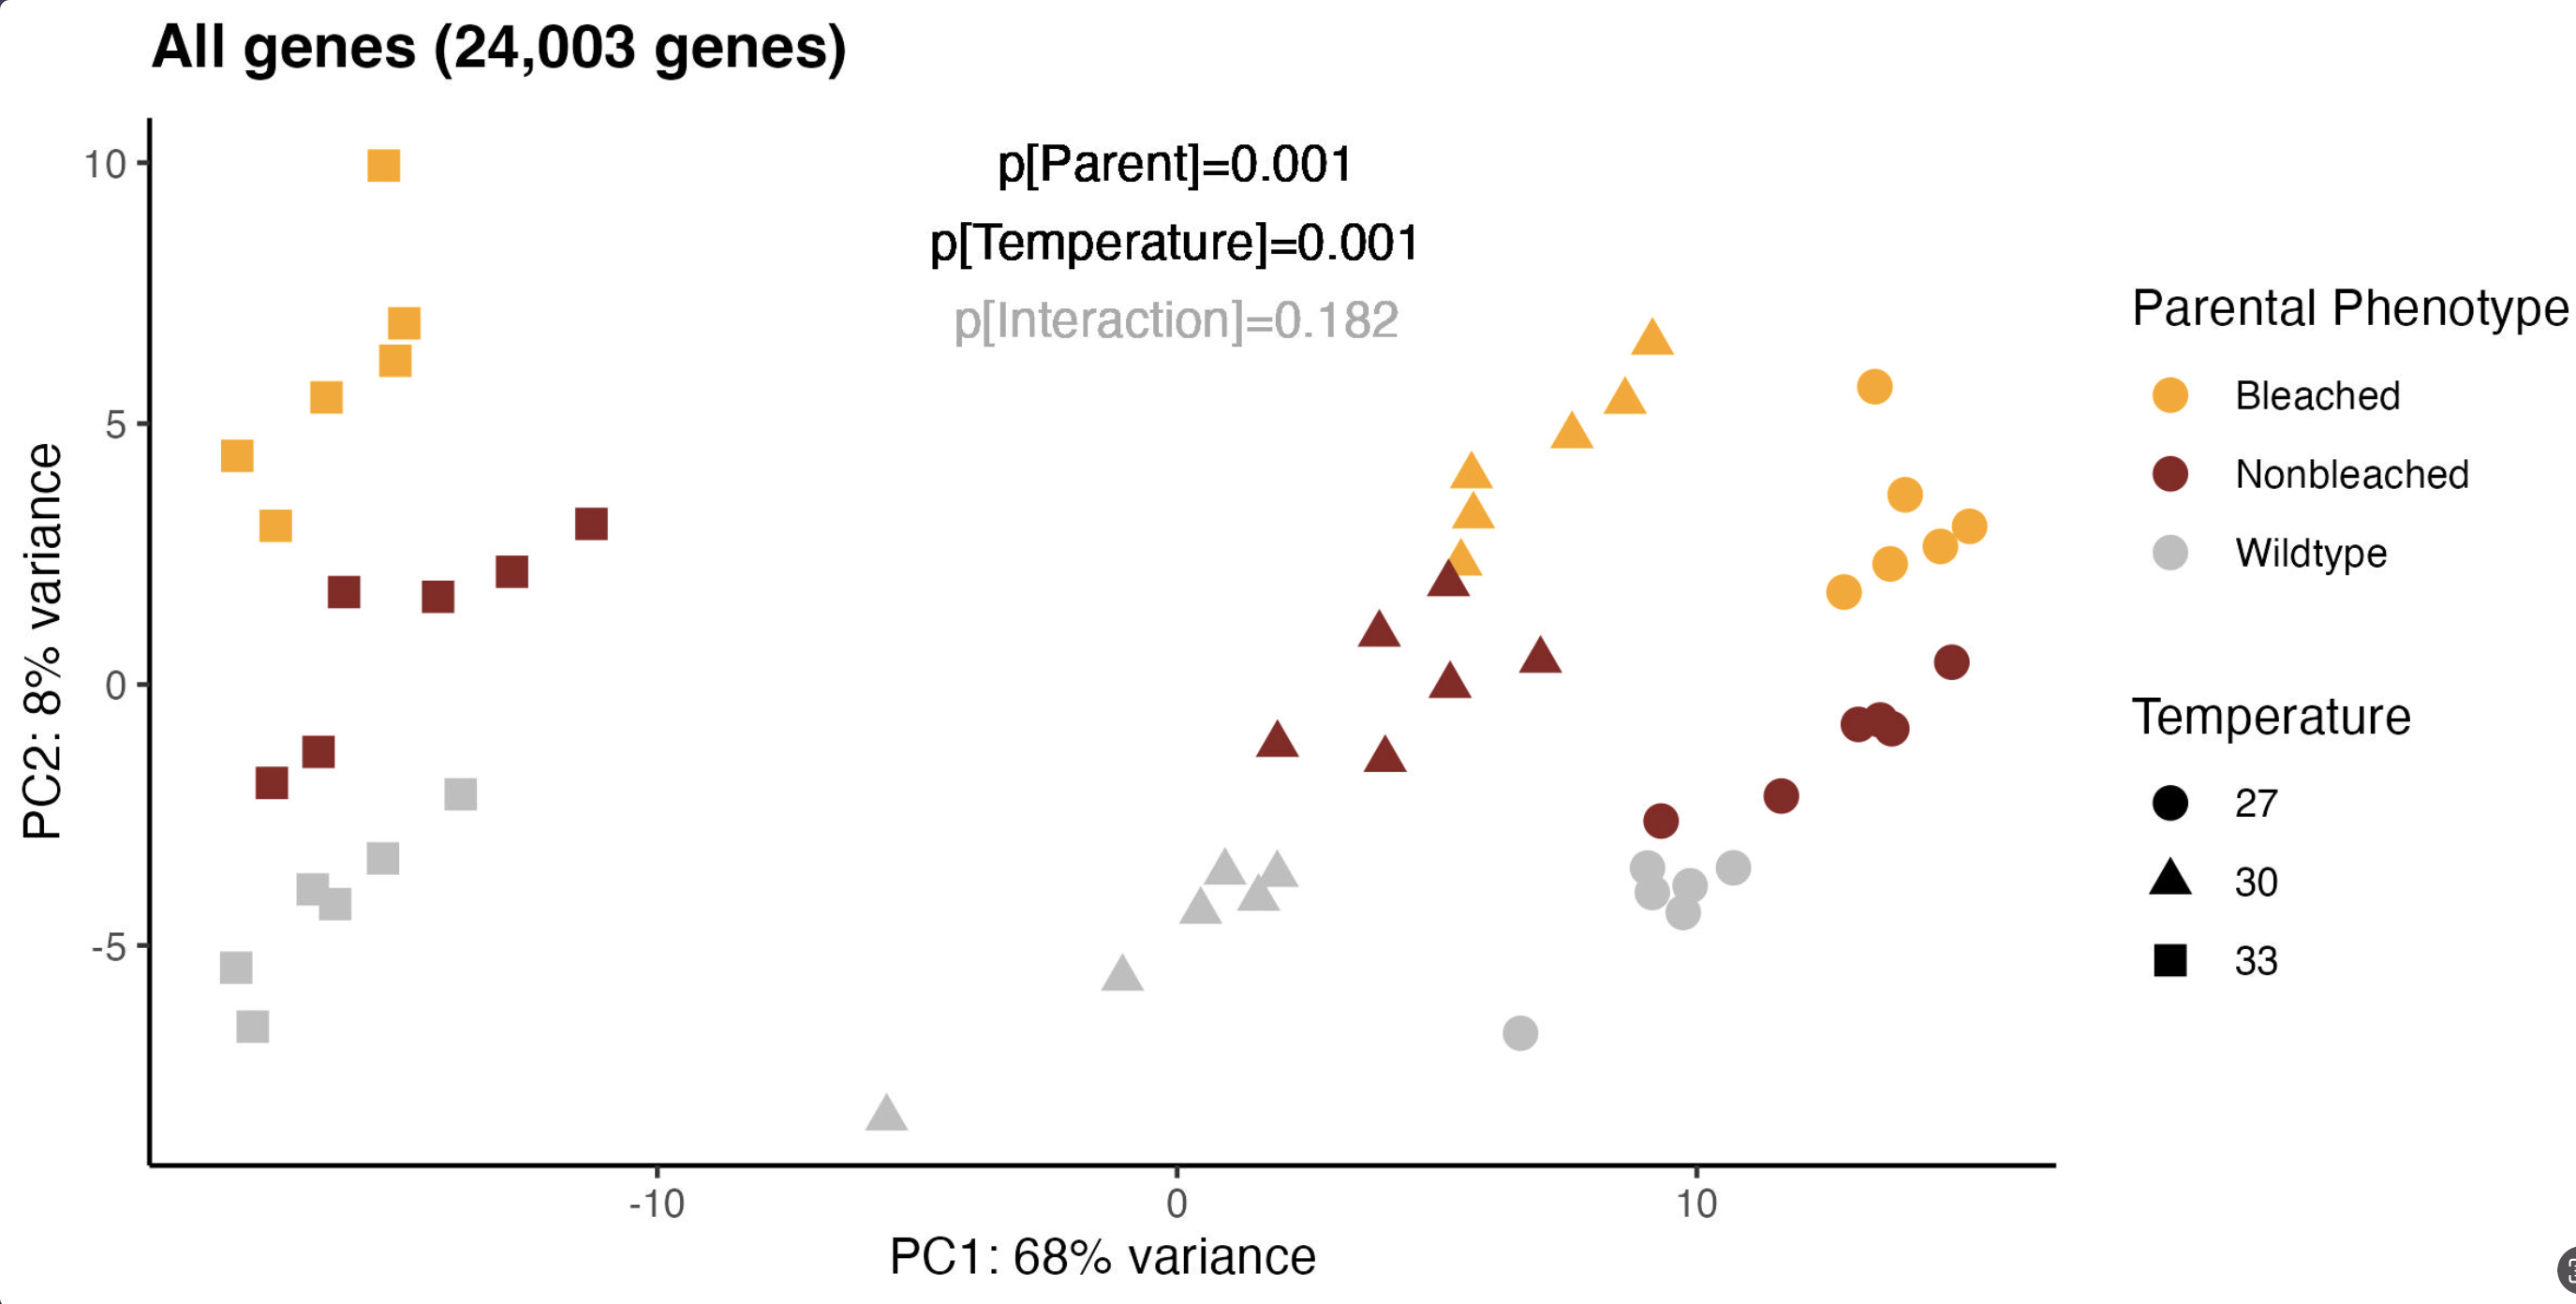 All genes (24,003 genes)
p[Parent]=0.001
p[Temperature]=0.001
p[Interaction]=0.182
10
5
0
-5
PC2: 8% variance
-10
0
10
PC1: 68% variance
Parental Phenotype
Bleached
Nonbleached
Wildtype
Temperature
27
30
33